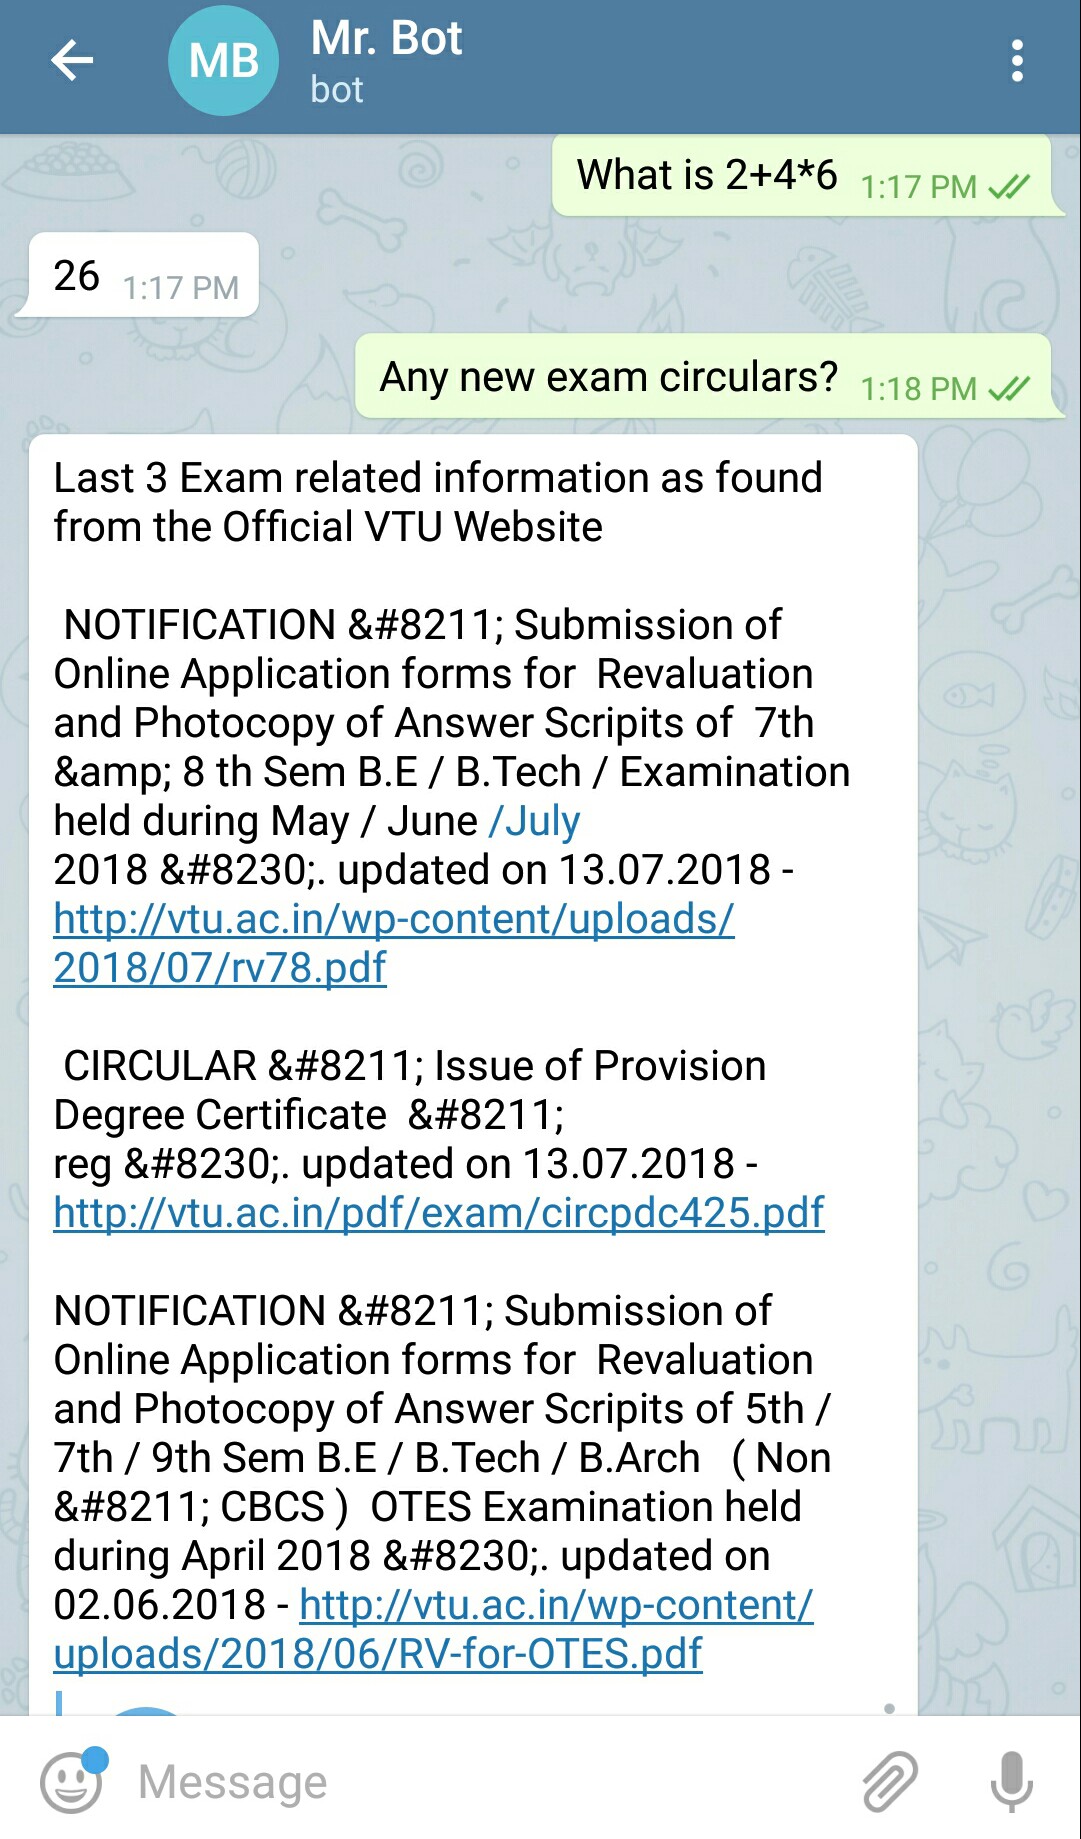 MB
Mr. Bot
bot
What is 2+4*6 1:17 PM
26 1:17 PM
Any new exam circulars? 1:18 PM
Last 3 Exam related information as found
from the Official VTU Website
NOTIFICATION &#8211; Submission of
Online Application forms for  Revaluation
and Photocopy of Answer Scripits of  7th
&amp; 8 th Sem B.E / B.Tech / Examination
held during May / June /July
2018 &#8230;. updated on 13.07.2018 -
http://vtu.ac.in/wp-content/uploads/
2018/07/rv78.pdf
CIRCULAR &#8211; Issue of Provision
Degree Certificate  &#8211;
reg &#8230;. updated on 13.07.2018 -
http://vtu.ac.in/pdf/exam/circpdc425.pdf
NOTIFICATION &#8211; Submission of
Online Application forms for  Revaluation
and Photocopy of Answer Scripits of 5th /
7th / 9th Sem B.E / B.Tech / B.Arch   ( Non
&#8211; CBCS )  OTES Examination held
during April 2018 &#8230;. updated on
02.06.2018 - http://vtu.ac.in/wp-content/
uploads/2018/06/RV-for-OTES.pdf
Message